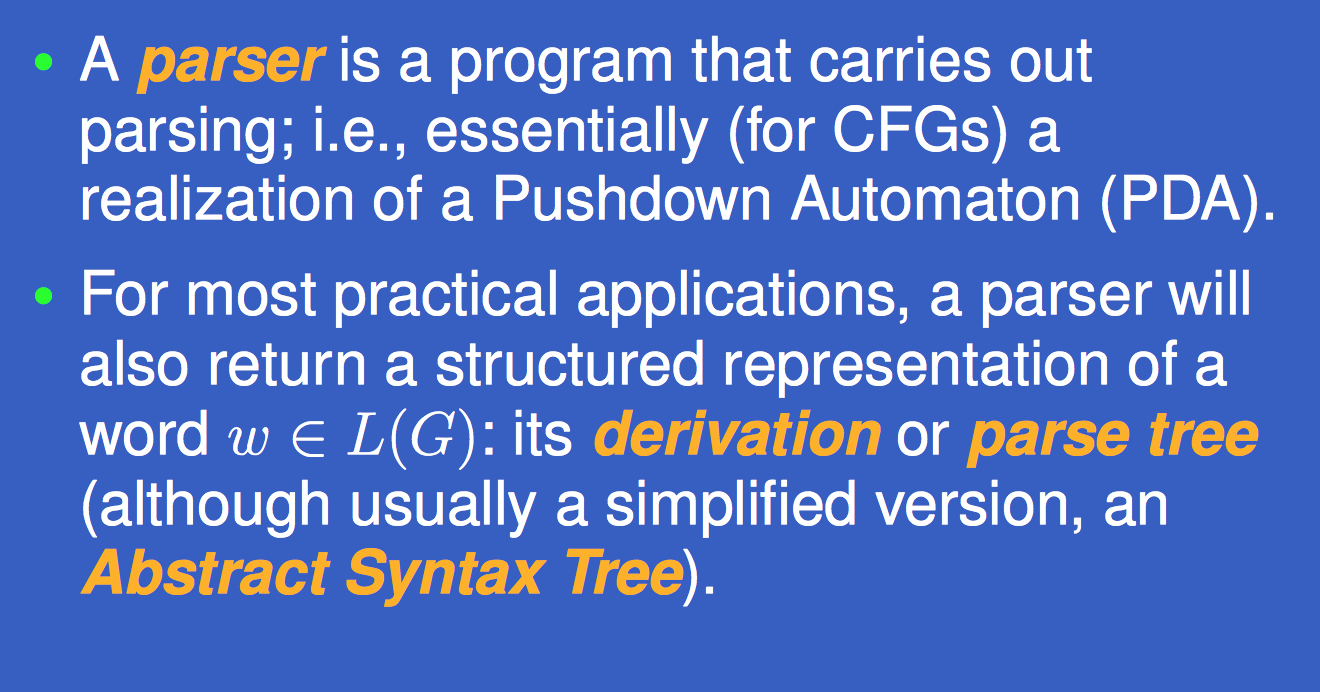 • A parser is a program that carries out
parsing; i.e., essentially (for CFGs) a
realization of a Pushdown Automaton (PDA).
• For most practical applications, a parser will
also return a structured representation of a
word w ∈ L(G): its derivation or parse tree
(although usually a simplified version, an
Abstract Syntax Tree).